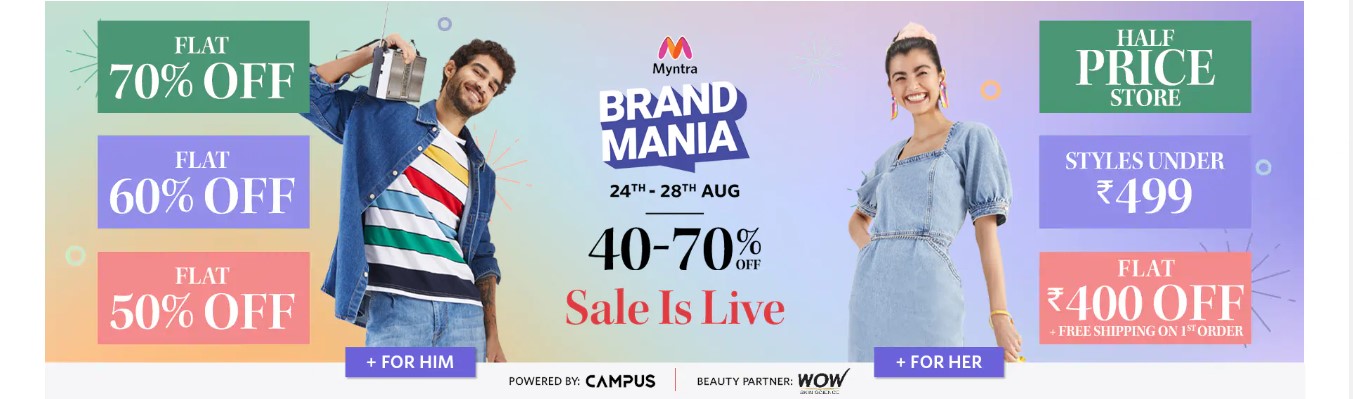 FLAT
70% OFF
FLAT
60% OFF
FLAT
50% OFF
+ FOR HIM
Myntra
BRAND
MANIA
24TH - 28TH AUG
40-70%
OFF
Sale Is Live
HALF
PRICE
STORE
STYLES UNDER
₹499
FLAT
₹400 OFF
+ FREE SHIPPING ON 1ST ORDER
+ FOR HER
POWERED BY: CAMPUS
BEAUTY PARTNER: WOW
SKIN SCIENCE